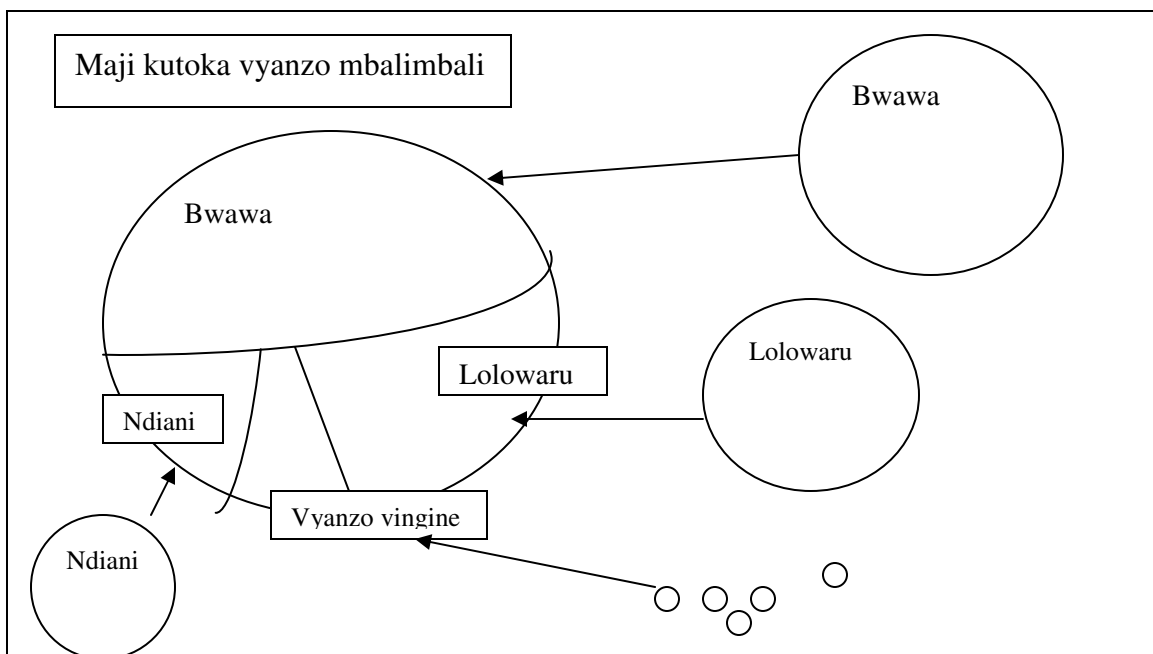 Maji kutoka vyanzo mbalimbali
Bwawa
Bwawa
Lolowaru
Lolowaru
Ndiani
Vyanzo vingine
Ndiani